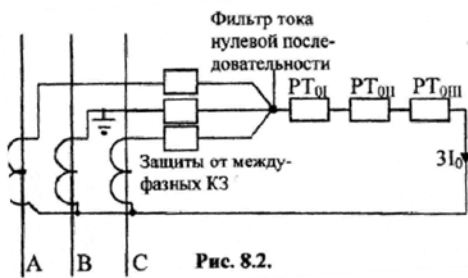 Фильтр тока
нулевой после-
довательности
РТ0I РТ0II РТ0III
Защиты от между-
фазных КЗ
3I0
A B C
Рис. 8.2.